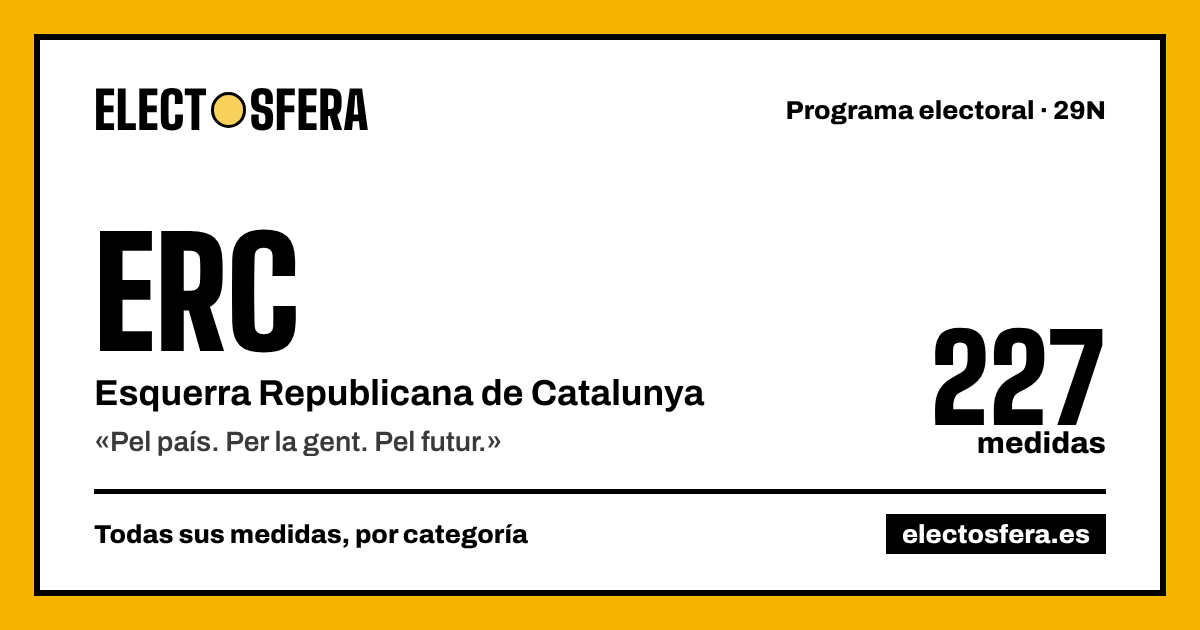 ELECTOSFERA
Programa electoral · 29N
ERC
Esquerra Republicana de Catalunya
«Pel país. Per la gent. Pel futur.»
227
medidas
Todas sus medidas, por categoría
electosfera.es